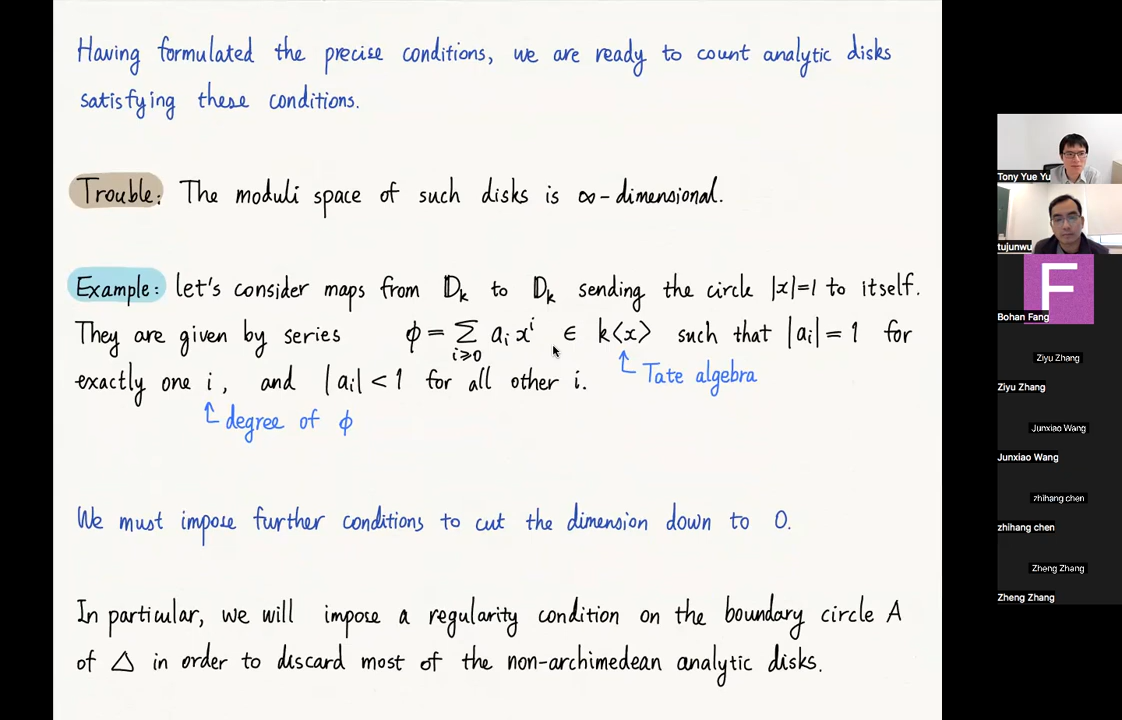 Having formulated the precise conditions, we are ready to count analytic disks
satisfying these conditions.
Trouble: The moduli space of such disks is ∞-dimensional.
Example: let's consider maps from 𝔻k to 𝔻k sending the circle |x|=1 to itself.
They are given by series ϕ = ∑ aᵢ xⁱ ∈ k⟨x⟩ such that |aᵢ| = 1 for
i≥0
↑ Tate algebra
exactly one i, and |aᵢ| < 1 for all other i.
↑ degree of ϕ
We must impose further conditions to cut the dimension down to 0.
In particular, we will impose a regularity condition on the boundary circle A
of △ in order to discard most of the non-archimedean analytic disks.
Tony Yue Yu
tujunwu
F
Bohan Fang
Ziyu Zhang
Ziyu Zhang
Junxiao Wang
Junxiao Wang
zhihang chen
zhihang chen
Zheng Zhang
Zheng Zhang